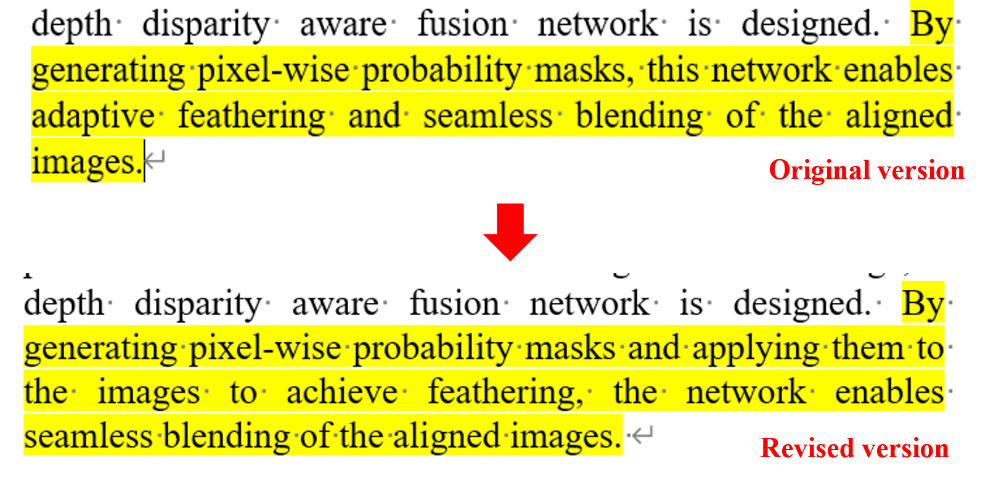 depth disparity aware fusion network is designed. By
generating pixel-wise probability masks, this network enables
adaptive feathering and seamless blending of the aligned
images.
Original version
depth disparity aware fusion network is designed. By
generating pixel-wise probability masks and applying them to
the images to achieve feathering, the network enables
seamless blending of the aligned images.
Revised version